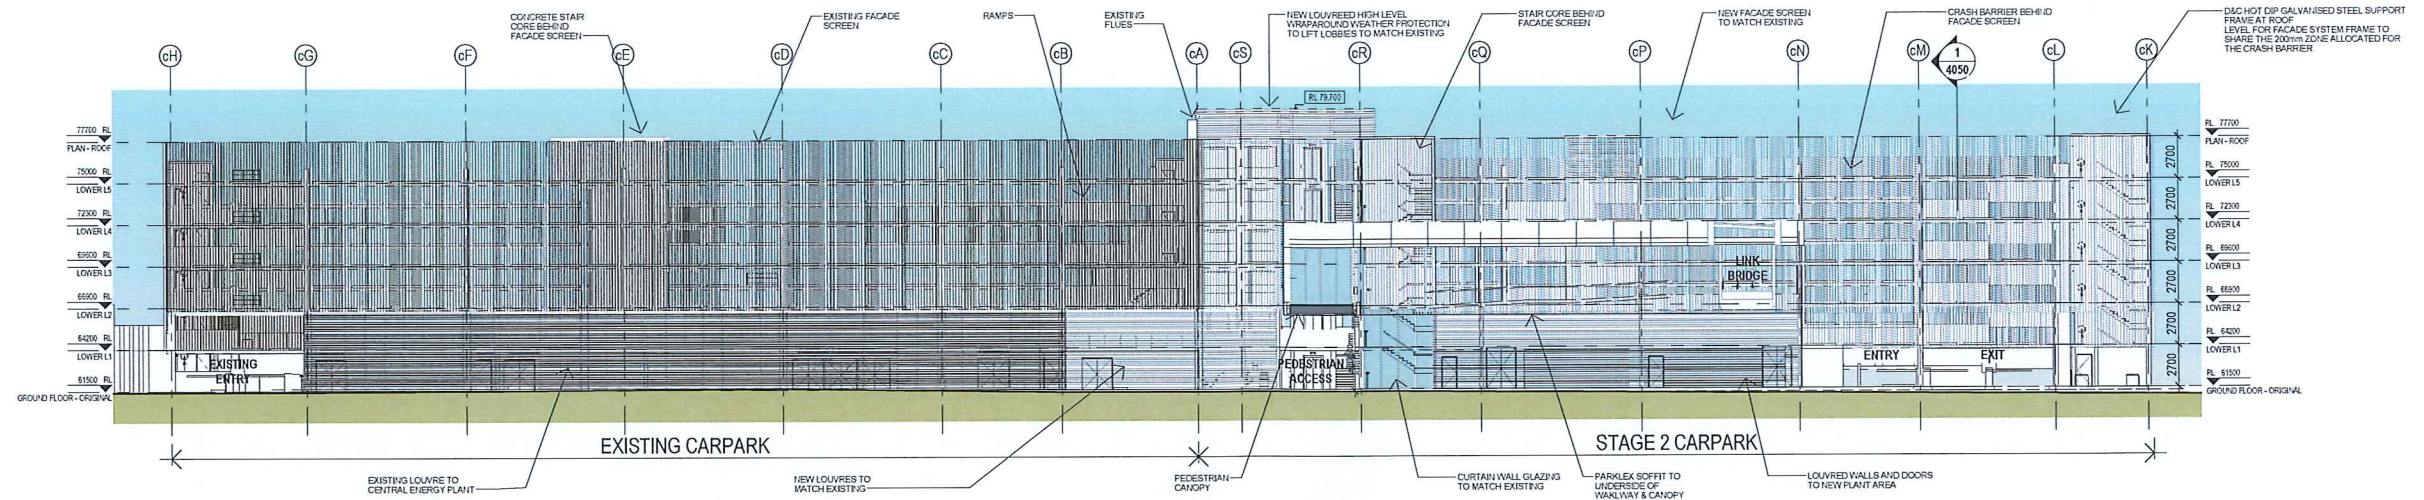 CONCRETE STAIR
CORE BEHIND
FACADE SCREEN
EXISTING FACADE
SCREEN
RAMPS
EXISTING
FLUES
NEW LOUVREED HIGH LEVEL
WRAPAROUND WEATHER PROTECTION
TO LIFT LOBBIES TO MATCH EXISTING
STAIR CORE BEHIND
FACADE SCREEN
NEW FACADE SCREEN
TO MATCH EXISTING
CRASH BARRIER BEHIND
FACADE SCREEN
D&C HOT DIP GALVANISED STEEL SUPPORT
FRAME AT ROOF
LEVEL FOR FACADE SYSTEM FRAME TO
SHARE THE 200mm ZONE ALLOCATED FOR
THE CRASH BARRIER
cH
cG
cF
cE
cD
cC
cB
cA
cS
cR
cQ
cP
cN
cM
1
4050
cL
cK
RL 79,700
77700 RL
PLAN - ROOF
75000 RL
LOWER L5
72300 RL
LOWER L4
69600 RL
LOWER L3
66900 RL
LOWER L2
64200 RL
LOWER L1
61500 RL
GROUND FLOOR - ORIGINAL
EXISTING
ENTRY
PEDESTRIAN
ACCESS
LINK
BRIDGE
ENTRY
EXIT
2700
2700
2700
2700
2700
2700
RL 77700
PLAN - ROOF
RL 75000
LOWER L5
RL 72300
LOWER L4
RL 69600
LOWER L3
RL 66900
LOWER L2
RL 64200
LOWER L1
RL 61500
GROUND FLOOR - ORIGINAL
EXISTING CARPARK
STAGE 2 CARPARK
EXISTING LOUVRE TO
CENTRAL ENERGY PLANT
NEW LOUVRES TO
MATCH EXISTING
PEDESTRIAN
CANOPY
CURTAIN WALL GLAZING
TO MATCH EXISTING
PARKLEX SOFFIT TO
UNDERSIDE OF
WAKLWAY & CANOPY
LOUVRED WALLS AND DOORS
TO NEW PLANT AREA